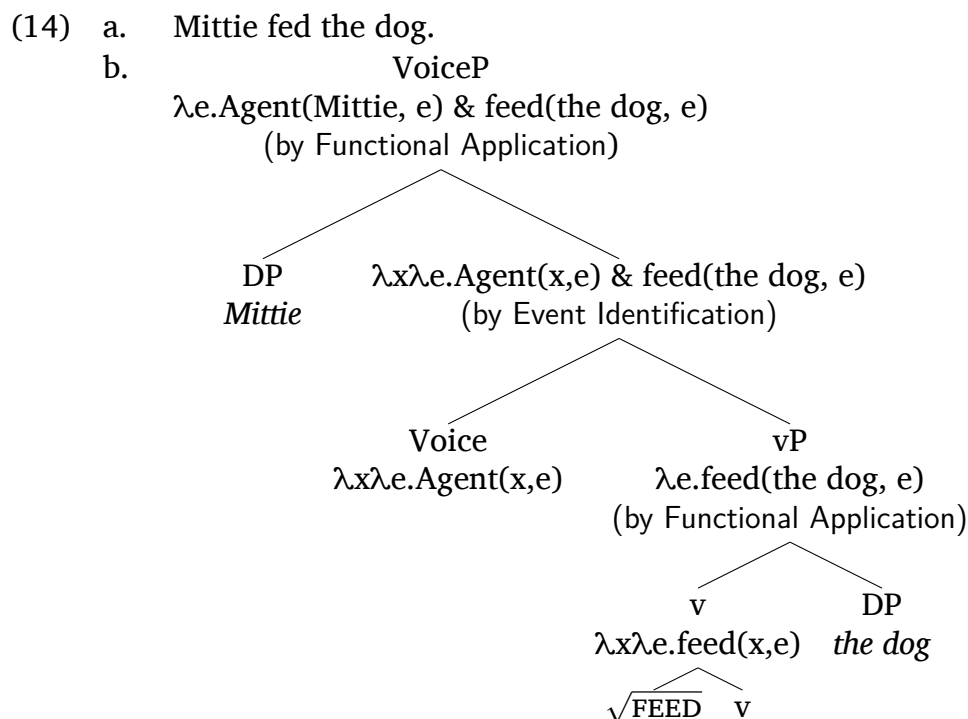 (14) a. Mittie fed the dog.
b. VoiceP
λe.Agent(Mittie, e) & feed(the dog, e)
(by Functional Application)
DP λxλe.Agent(x,e) & feed(the dog, e)
Mittie (by Event Identification)
Voice vP
λxλe.Agent(x,e) λe.feed(the dog, e)
(by Functional Application)
v DP
λxλe.feed(x,e) the dog
√FEED v